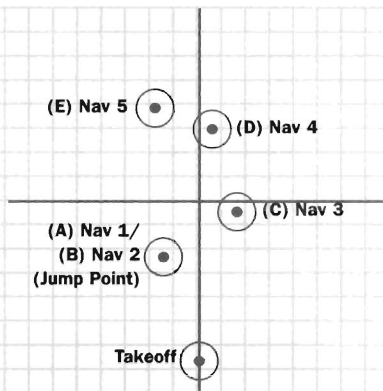 (E) Nav 5
(D) Nav 4
(C) Nav 3
(A) Nav 1/
(B) Nav 2
(Jump Point)
Takeoff